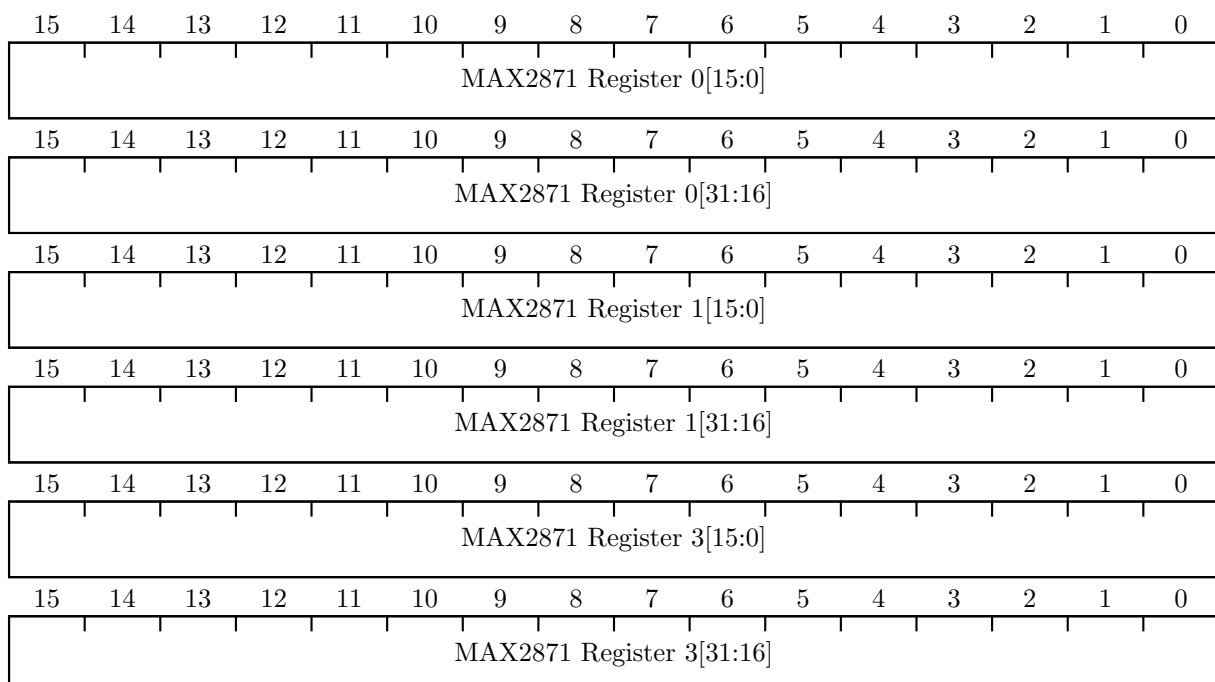 15 14 13 12 11 10 9 8 7 6 5 4 3 2 1 0
MAX2871 Register 0[15:0]
15 14 13 12 11 10 9 8 7 6 5 4 3 2 1 0
MAX2871 Register 0[31:16]
15 14 13 12 11 10 9 8 7 6 5 4 3 2 1 0
MAX2871 Register 1[15:0]
15 14 13 12 11 10 9 8 7 6 5 4 3 2 1 0
MAX2871 Register 1[31:16]
15 14 13 12 11 10 9 8 7 6 5 4 3 2 1 0
MAX2871 Register 3[15:0]
15 14 13 12 11 10 9 8 7 6 5 4 3 2 1 0
MAX2871 Register 3[31:16]